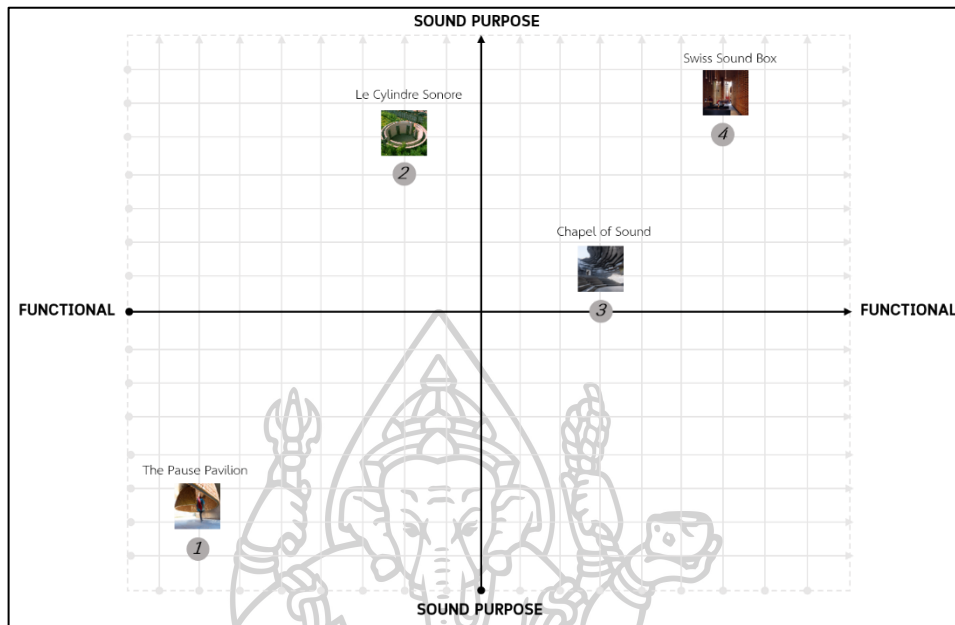 SOUND PURPOSE
Swiss Sound Box
4
Le Cylindre Sonore
2
Chapel of Sound
3
FUNCTIONAL
FUNCTIONAL
The Pause Pavilion
1
SOUND PURPOSE